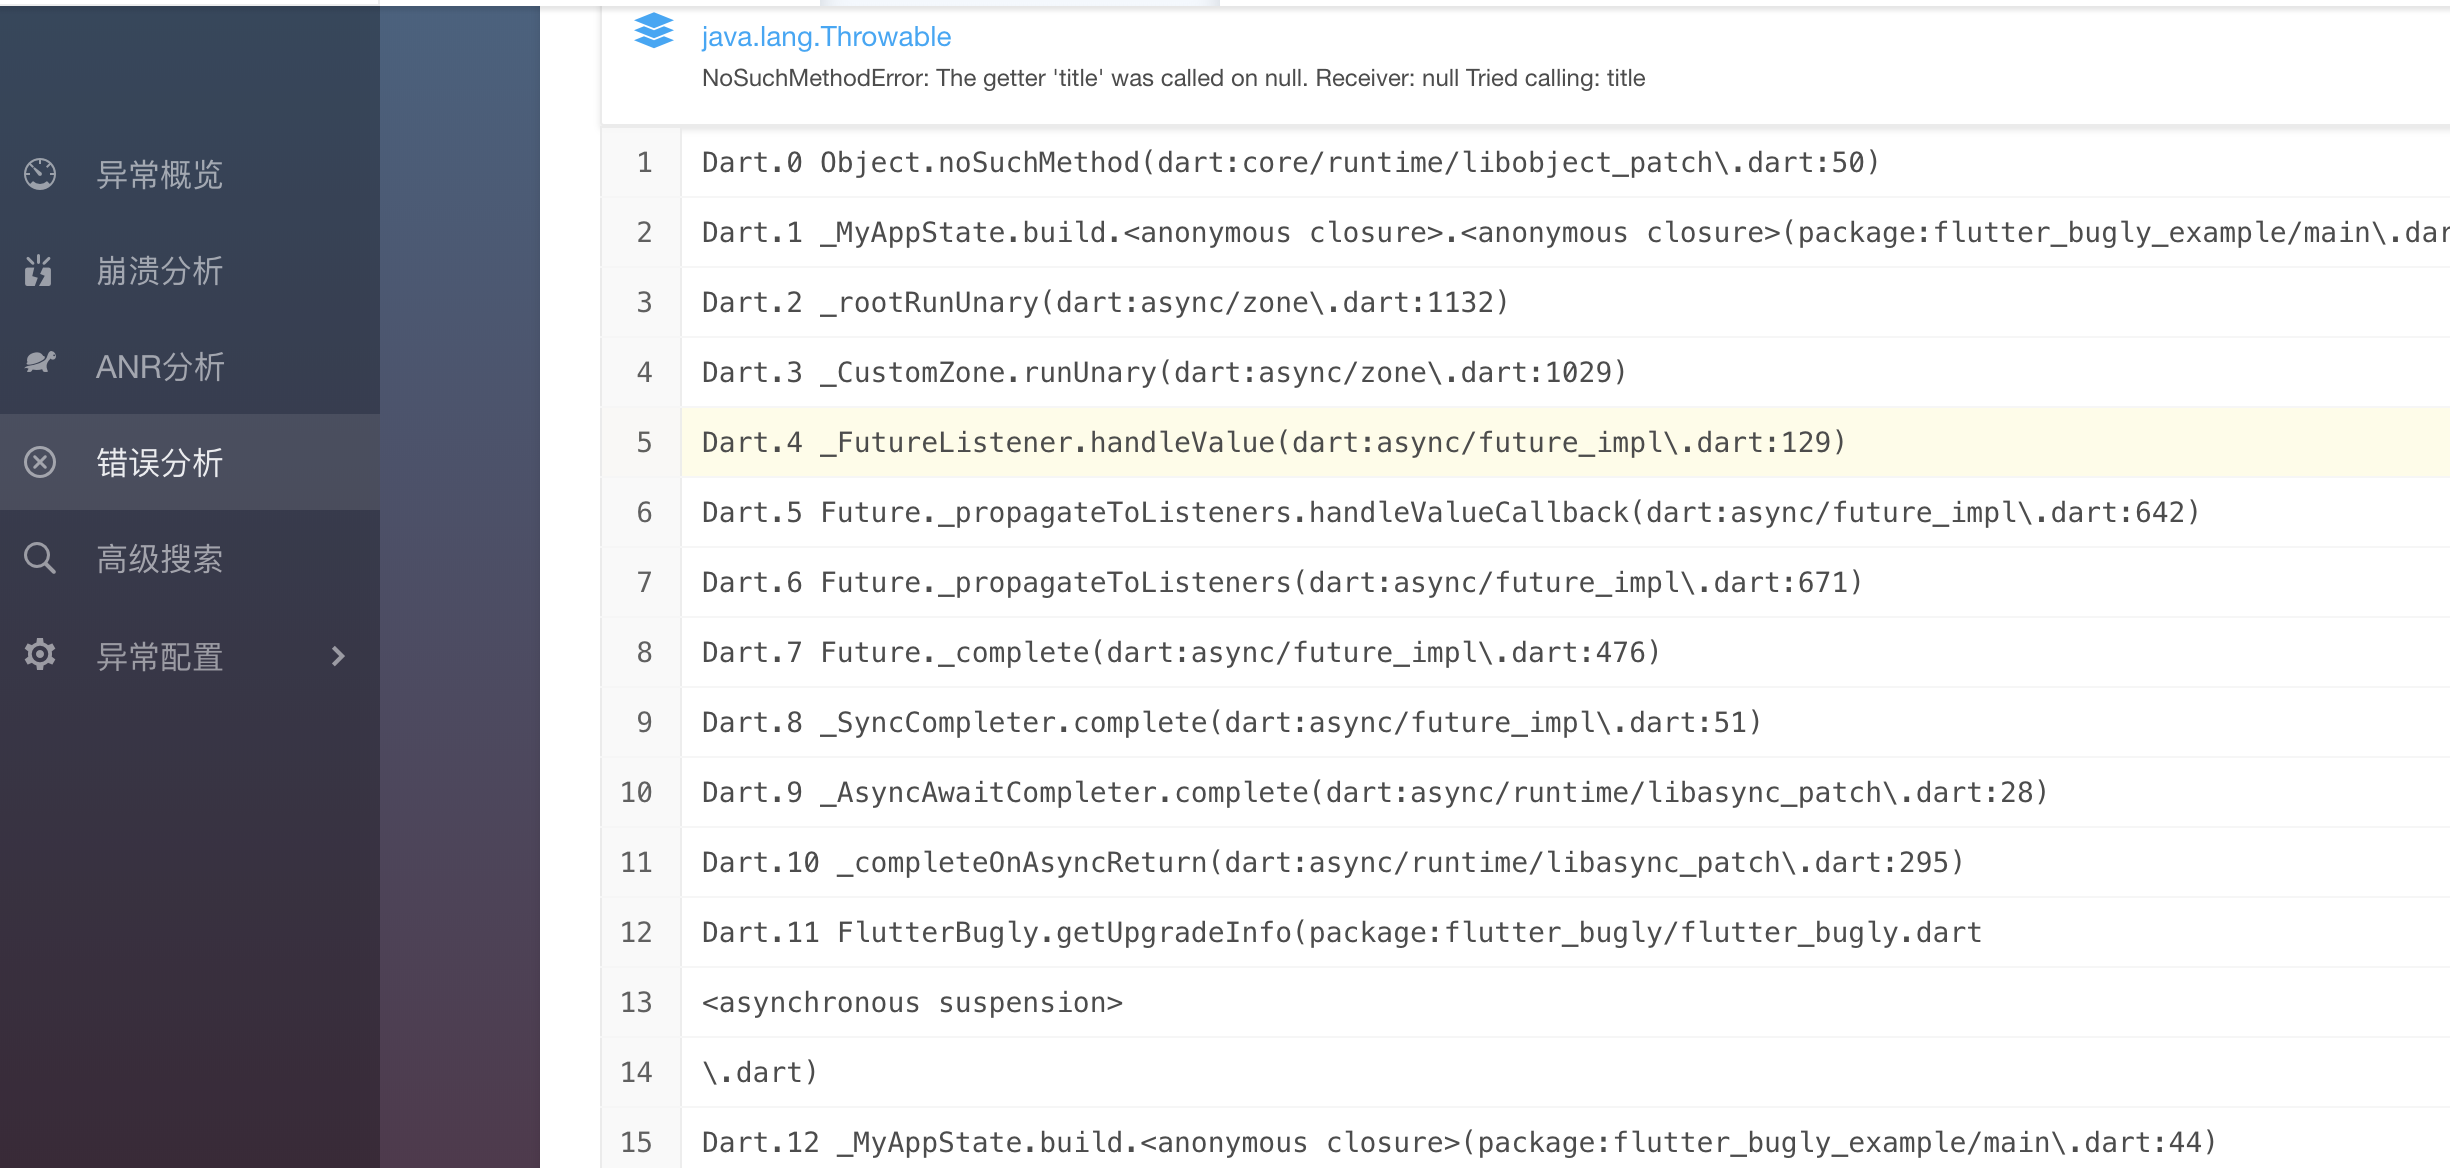 异常概览
崩溃分析
ANR分析
错误分析
高级搜索
异常配置
java.lang.Throwable
NoSuchMethodError: The getter 'title' was called on null. Receiver: null Tried calling: title
1 Dart.0 Object.noSuchMethod(dart:core/runtime/libobject_patch\.dart:50)
2 Dart.1 _MyAppState.build.<anonymous closure>.<anonymous closure>(package:flutter_bugly_example/main\.dar
3 Dart.2 _rootRunUnary(dart:async/zone\.dart:1132)
4 Dart.3 _CustomZone.runUnary(dart:async/zone\.dart:1029)
5 Dart.4 _FutureListener.handleValue(dart:async/future_impl\.dart:129)
6 Dart.5 Future._propagateToListeners.handleValueCallback(dart:async/future_impl\.dart:642)
7 Dart.6 Future._propagateToListeners(dart:async/future_impl\.dart:671)
8 Dart.7 Future._complete(dart:async/future_impl\.dart:476)
9 Dart.8 _SyncCompleter.complete(dart:async/future_impl\.dart:51)
10 Dart.9 _AsyncAwaitCompleter.complete(dart:async/runtime/libasync_patch\.dart:28)
11 Dart.10 _completeOnAsyncReturn(dart:async/runtime/libasync_patch\.dart:295)
12 Dart.11 FlutterBugly.getUpgradeInfo(package:flutter_bugly/flutter_bugly.dart
13 <asynchronous suspension>
14 \.dart)
15 Dart.12 _MyAppState.build.<anonymous closure>(package:flutter_bugly_example/main\.dart:44)